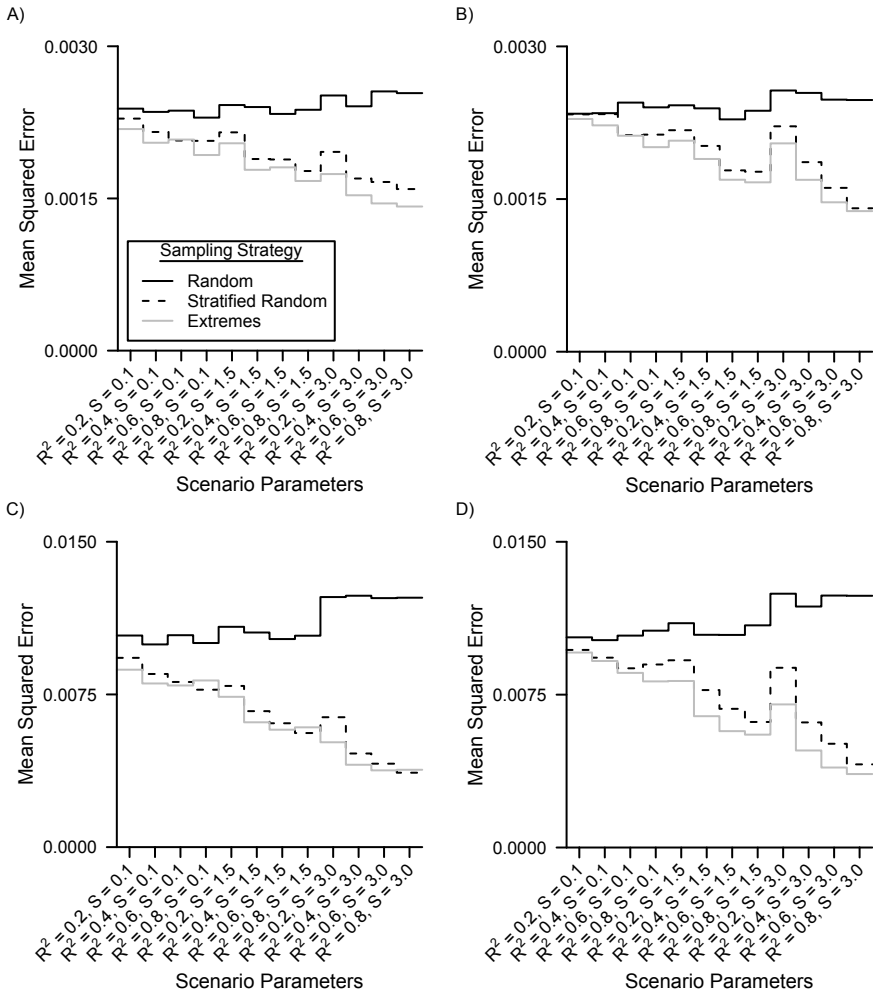 A)
0.0030
0.0015
0.0000
Mean Squared Error
Sampling Strategy
Random
Stratified Random
Extremes
R² = 0.2, S = 0.1
R² = 0.4, S = 0.1
R² = 0.6, S = 0.1
R² = 0.8, S = 0.1
R² = 0.2, S = 1.5
R² = 0.4, S = 1.5
R² = 0.6, S = 1.5
R² = 0.8, S = 1.5
R² = 0.2, S = 3.0
R² = 0.4, S = 3.0
R² = 0.6, S = 3.0
R² = 0.8, S = 3.0
Scenario Parameters
B)
0.0030
0.0015
0.0000
Mean Squared Error
R² = 0.2, S = 0.1
R² = 0.4, S = 0.1
R² = 0.6, S = 0.1
R² = 0.8, S = 0.1
R² = 0.2, S = 1.5
R² = 0.4, S = 1.5
R² = 0.6, S = 1.5
R² = 0.8, S = 1.5
R² = 0.2, S = 3.0
R² = 0.4, S = 3.0
R² = 0.6, S = 3.0
R² = 0.8, S = 3.0
Scenario Parameters
C)
0.0150
0.0075
0.0000
Mean Squared Error
R² = 0.2, S = 0.1
R² = 0.4, S = 0.1
R² = 0.6, S = 0.1
R² = 0.8, S = 0.1
R² = 0.2, S = 1.5
R² = 0.4, S = 1.5
R² = 0.6, S = 1.5
R² = 0.8, S = 1.5
R² = 0.2, S = 3.0
R² = 0.4, S = 3.0
R² = 0.6, S = 3.0
R² = 0.8, S = 3.0
Scenario Parameters
D)
0.0150
0.0075
0.0000
Mean Squared Error
R² = 0.2, S = 0.1
R² = 0.4, S = 0.1
R² = 0.6, S = 0.1
R² = 0.8, S = 0.1
R² = 0.2, S = 1.5
R² = 0.4, S = 1.5
R² = 0.6, S = 1.5
R² = 0.8, S = 1.5
R² = 0.2, S = 3.0
R² = 0.4, S = 3.0
R² = 0.6, S = 3.0
R² = 0.8, S = 3.0
Scenario Parameters